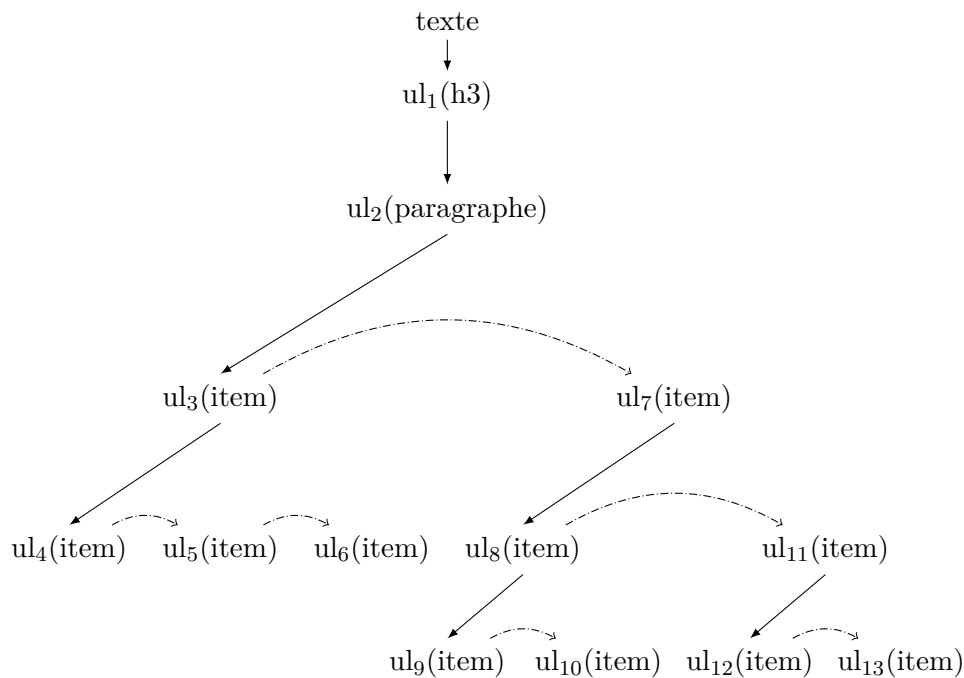 texte
ul₁(h3)
ul₂(paragraphe)
ul₃(item) ul₇(item)
ul₄(item) ul₅(item) ul₆(item) ul₈(item) ul₁₁(item)
ul₉(item) ul₁₀(item) ul₁₂(item) ul₁₃(item)